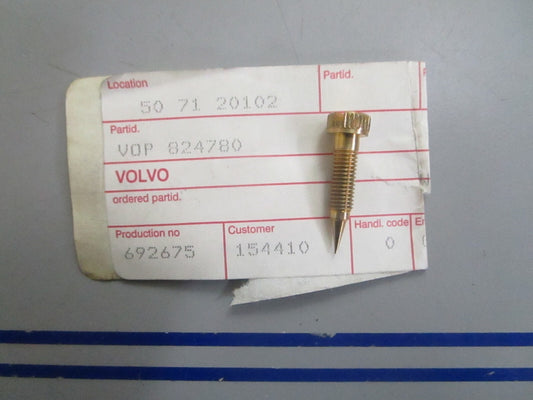 Location
Partid.
50 71 20102
Partid.
VOP 824780
VOLVO
ordered partid.
Production no
Customer
Handl. code
692675
154410
0